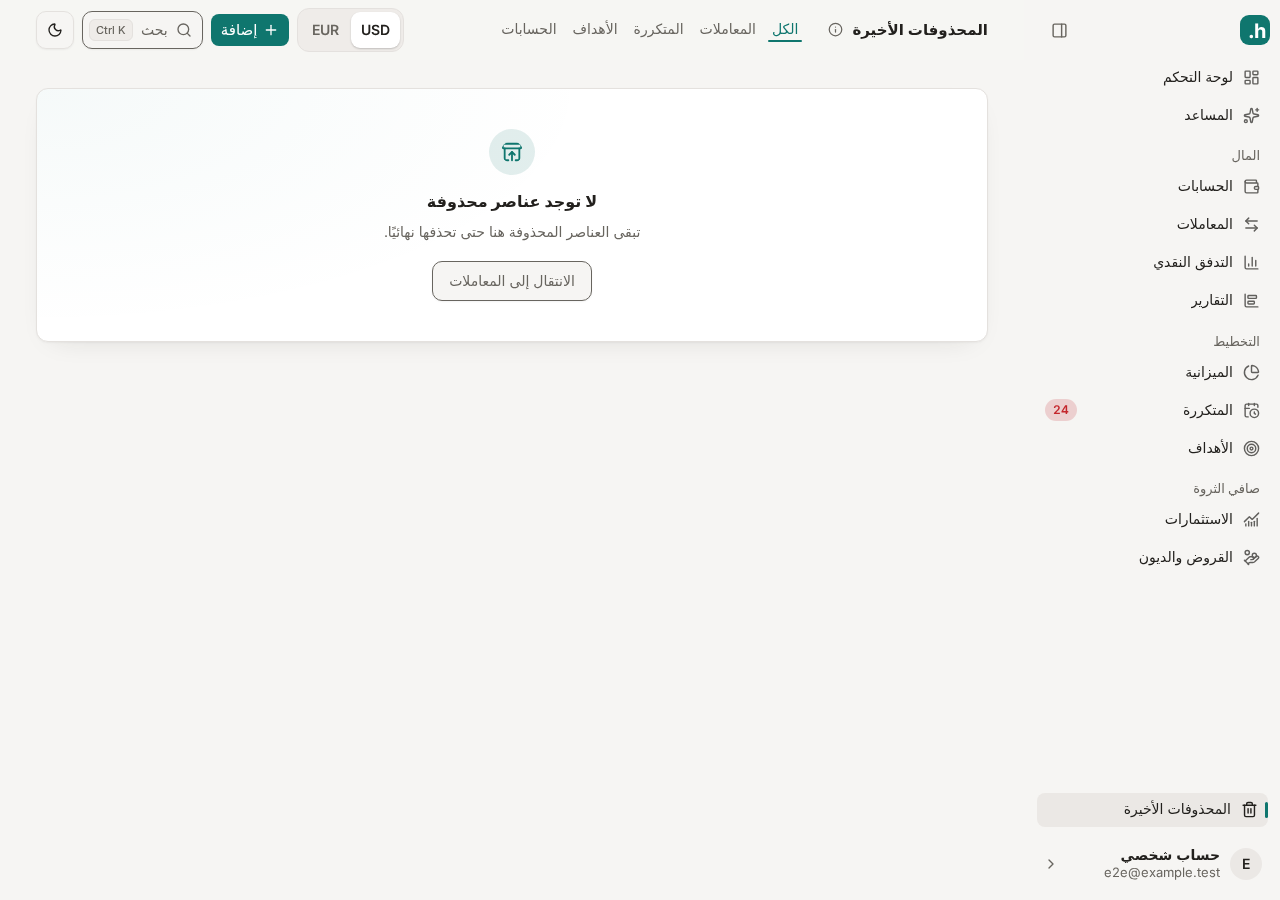 h.
لوحة التحكم
المساعد
المال
الحسابات
المعاملات
التدفق النقدي
التقارير
التخطيط
الميزانية
المتكررة 24
الأهداف
صافي الثروة
الاستثمارات
القروض والديون
المحذوفات الأخيرة
E
حساب شخصي
e2e@example.test
المحذوفات الأخيرة
الكل المعاملات المتكررة الأهداف الحسابات
USD EUR
إضافة
بحث Ctrl K
لا توجد عناصر محذوفة
تبقى العناصر المحذوفة هنا حتى تحذفها نهائيًا.
الانتقال إلى المعاملات